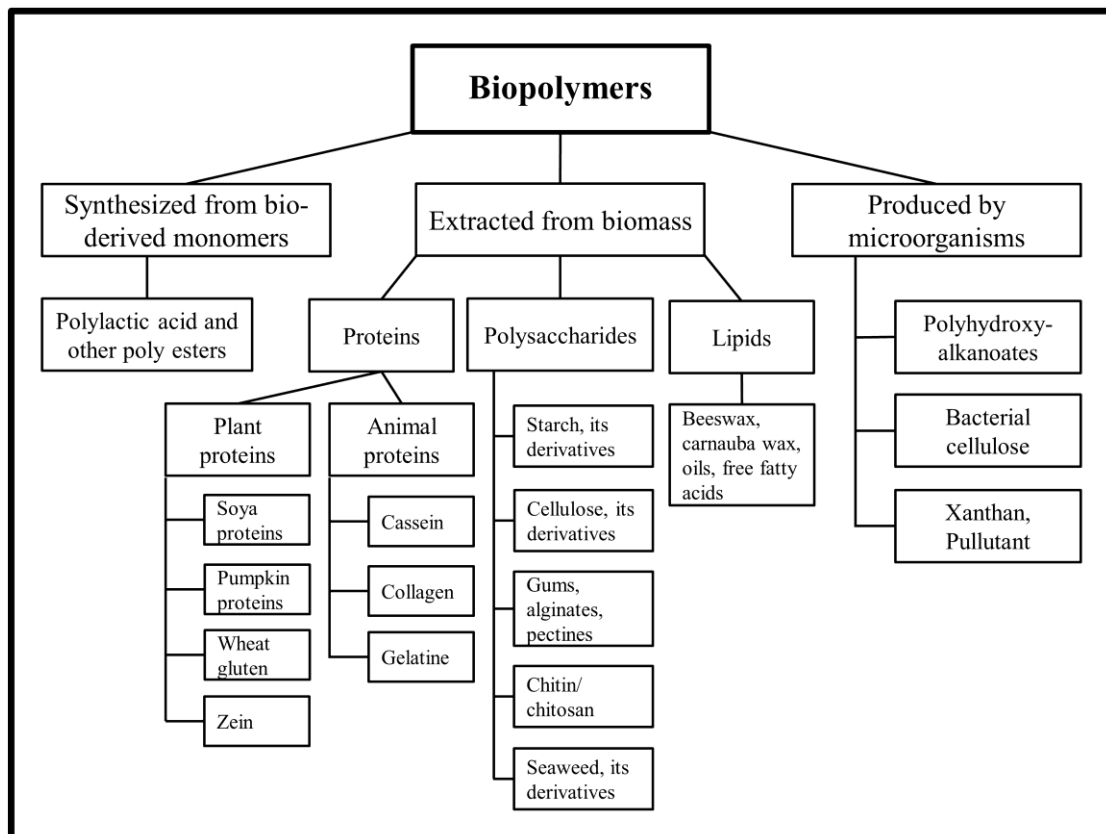 Biopolymers
Synthesized from bio-
derived monomers
Extracted from biomass
Produced by
microorganisms
Polylactic acid and
other poly esters
Proteins
Polysaccharides
Lipids
Polyhydroxy-
alkanoates
Bacterial
cellulose
Xanthan,
Pullutant
Plant
proteins
Animal
proteins
Soya
proteins
Pumpkin
proteins
Wheat
gluten
Zein
Cassein
Collagen
Gelatine
Starch, its
derivatives
Cellulose, its
derivatives
Gums,
alginates,
pectines
Chitin/
chitosan
Seaweed, its
derivatives
Beeswax,
carnauba wax,
oils, free fatty
acids